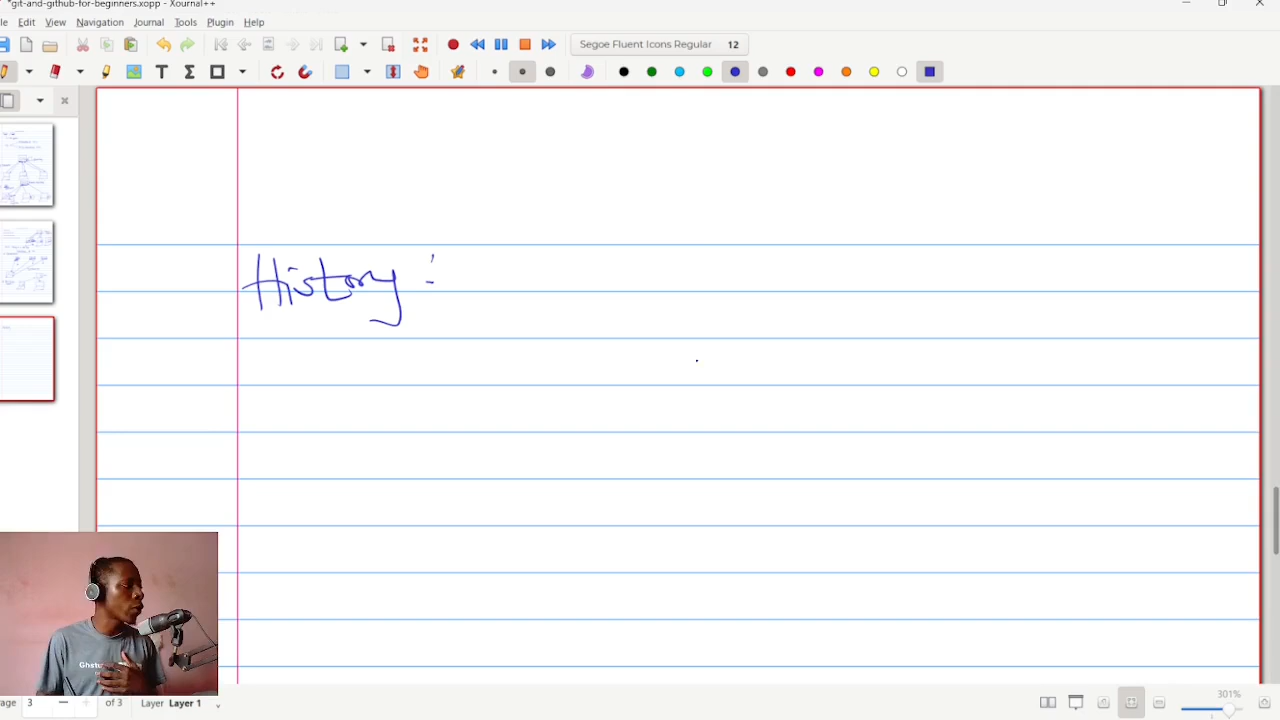 *git-and-github-for-beginners.xopp - Xournal++
Edit View Navigation Journal Tools Plugin Help
Segoe Fluent Icons Regular 12
History :
Page 3 of 3 Layer Layer 1
301%